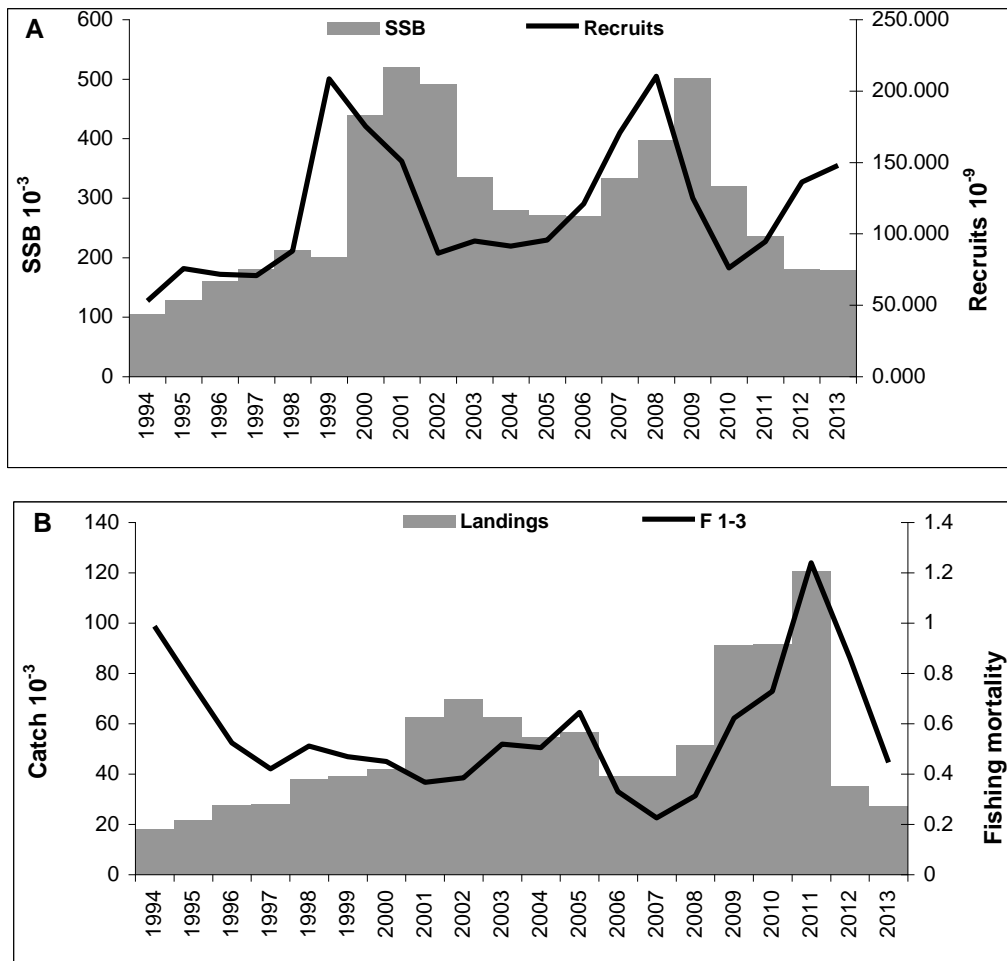 A
SSB
Recruits
600
500
400
300
200
100
0
SSB 10⁻³
250.000
200.000
150.000
100.000
50.000
0.000
Recruits 10⁻⁹
1994 1995 1996 1997 1998 1999 2000 2001 2002 2003 2004 2005 2006 2007 2008 2009 2010 2011 2012 2013
B
Landings
F 1-3
140
120
100
80
60
40
20
0
Catch 10⁻³
1.4
1.2
1
0.8
0.6
0.4
0.2
0
Fishing mortality
1994 1995 1996 1997 1998 1999 2000 2001 2002 2003 2004 2005 2006 2007 2008 2009 2010 2011 2012 2013